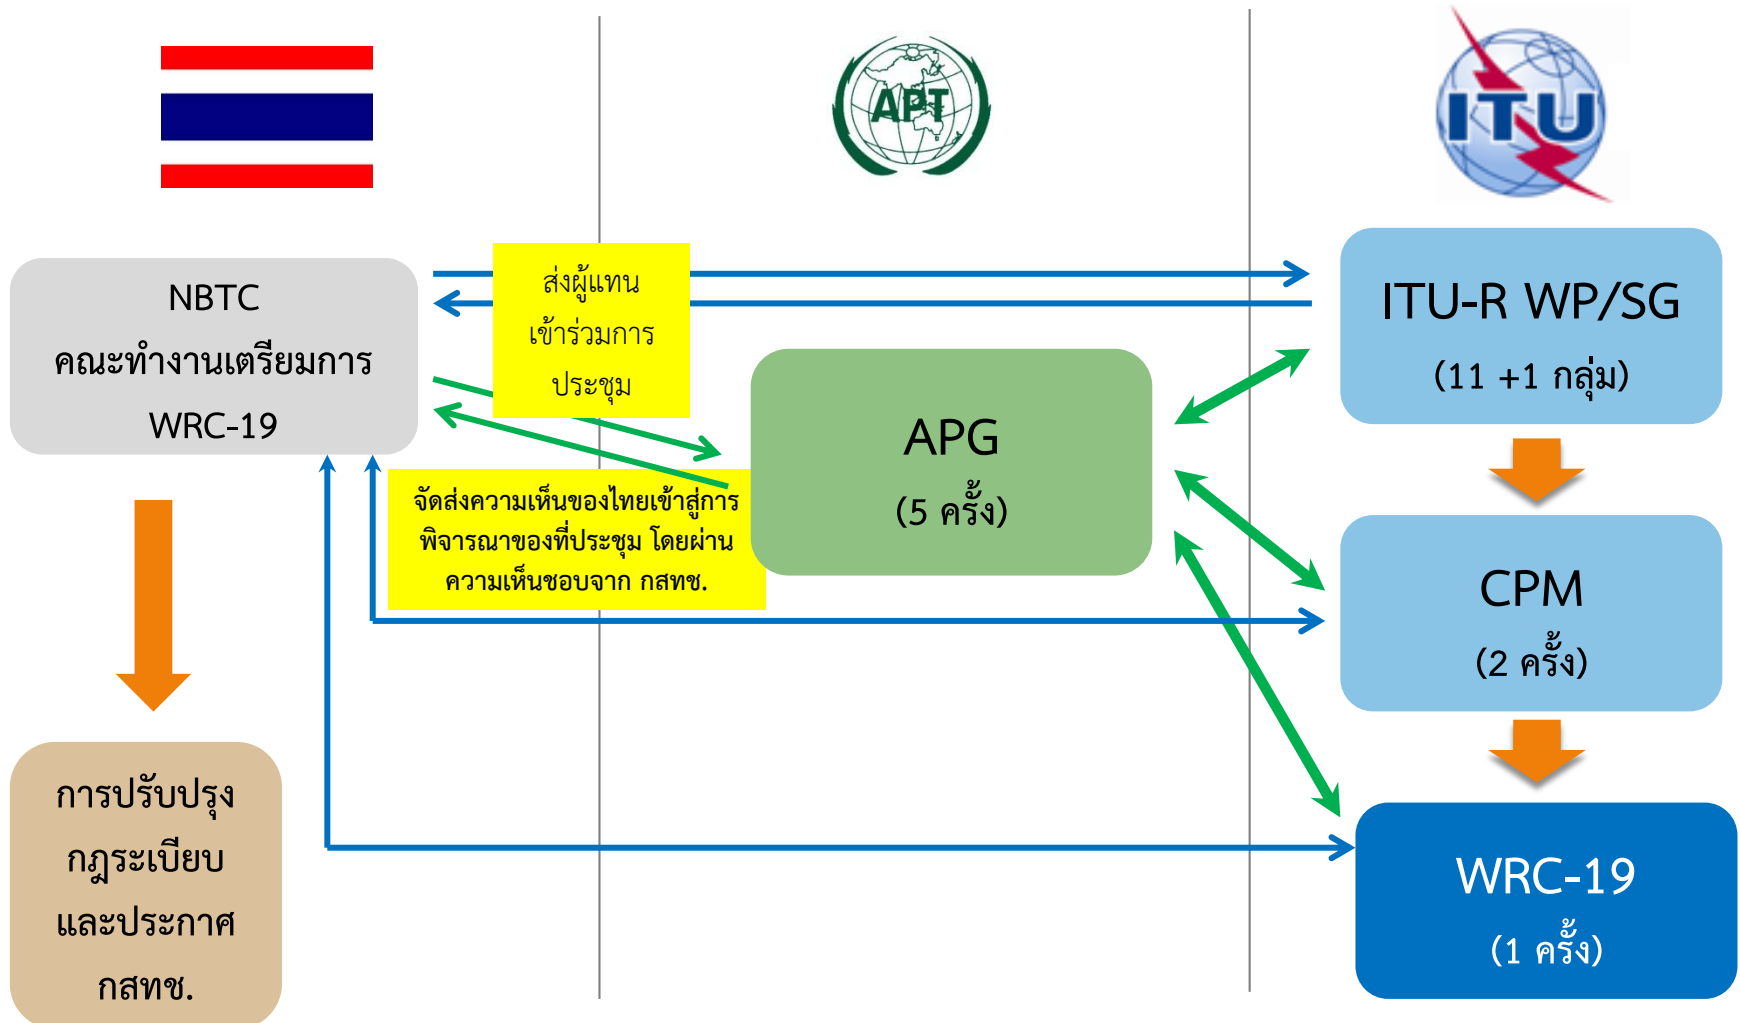 APT
ITU
NBTC
คณะทำงานเตรียมการ
WRC-19
ส่งผู้แทน
เข้าร่วมการ
ประชุม
จัดส่งความเห็นของไทยเข้าสู่การ
พิจารณาของที่ประชุม โดยผ่าน
ความเห็นชอบจาก กสทช.
การปรับปรุง
กฎระเบียบ
และประกาศ
กสทช.
APG
(5 ครั้ง)
ITU-R WP/SG
(11 +1 กลุ่ม)
CPM
(2 ครั้ง)
WRC-19
(1 ครั้ง)